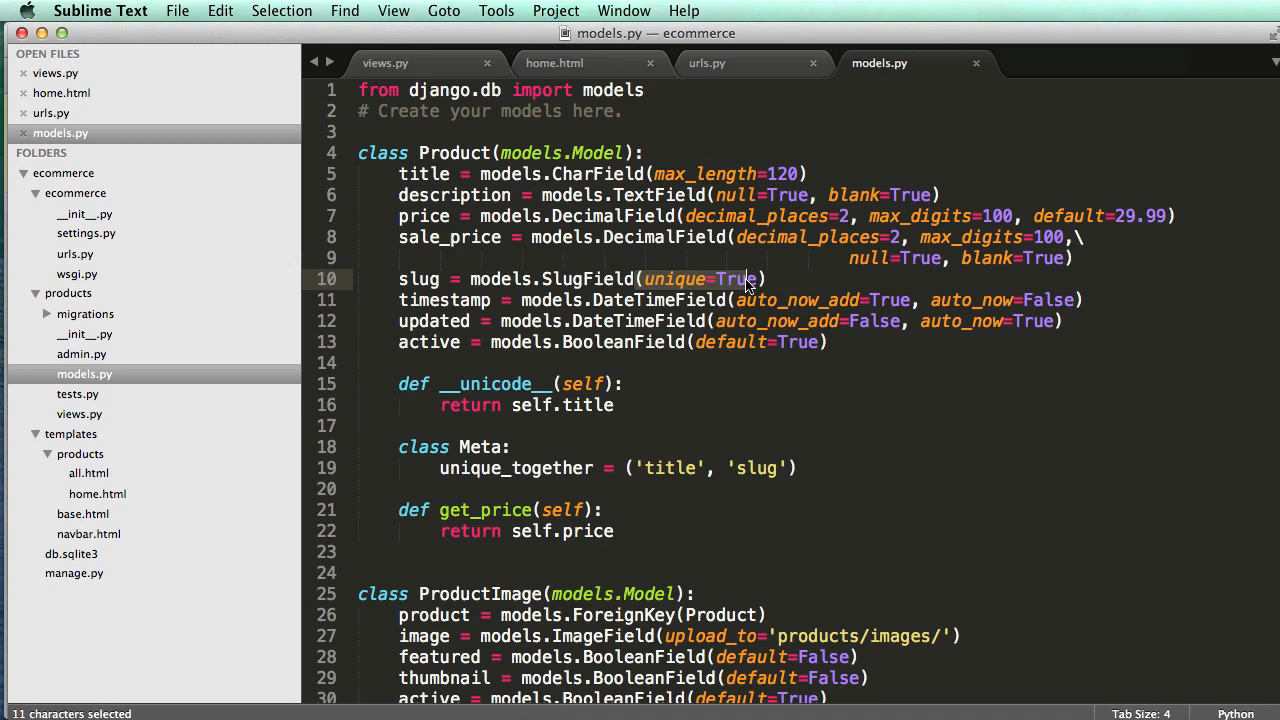 Sublime Text File Edit Selection Find View Goto Tools Project Window Help
models.py — ecommerce
OPEN FILES
views.py
home.html
urls.py
models.py
FOLDERS
ecommerce
ecommerce
__init__.py
settings.py
urls.py
wsgi.py
products
migrations
__init__.py
admin.py
models.py
tests.py
views.py
templates
products
all.html
home.html
base.html
navbar.html
db.sqlite3
manage.py
views.py home.html urls.py models.py
1 from django.db import models
2 # Create your models here.
3
4 class Product(models.Model):
5 title = models.CharField(max_length=120)
6 description = models.TextField(null=True, blank=True)
7 price = models.DecimalField(decimal_places=2, max_digits=100, default=29.99)
8 sale_price = models.DecimalField(decimal_places=2, max_digits=100,\
9 null=True, blank=True)
10 slug = models.SlugField(unique=True)
11 timestamp = models.DateTimeField(auto_now_add=True, auto_now=False)
12 updated = models.DateTimeField(auto_now_add=False, auto_now=True)
13 active = models.BooleanField(default=True)
14
15 def __unicode__(self):
16 return self.title
17
18 class Meta:
19 unique_together = ('title', 'slug')
20
21 def get_price(self):
22 return self.price
23
24
25 class ProductImage(models.Model):
26 product = models.ForeignKey(Product)
27 image = models.ImageField(upload_to='products/images/')
28 featured = models.BooleanField(default=False)
29 thumbnail = models.BooleanField(default=False)
30 active = models.BooleanField(default=True)
11 characters selected Tab Size: 4 Python